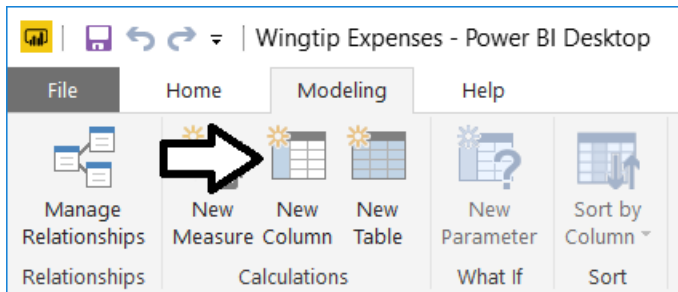 Wingtip Expenses - Power BI Desktop
File Home Modeling Help
Manage New New New New Sort by
Relationships Measure Column Table Parameter Column
Relationships Calculations What If Sort